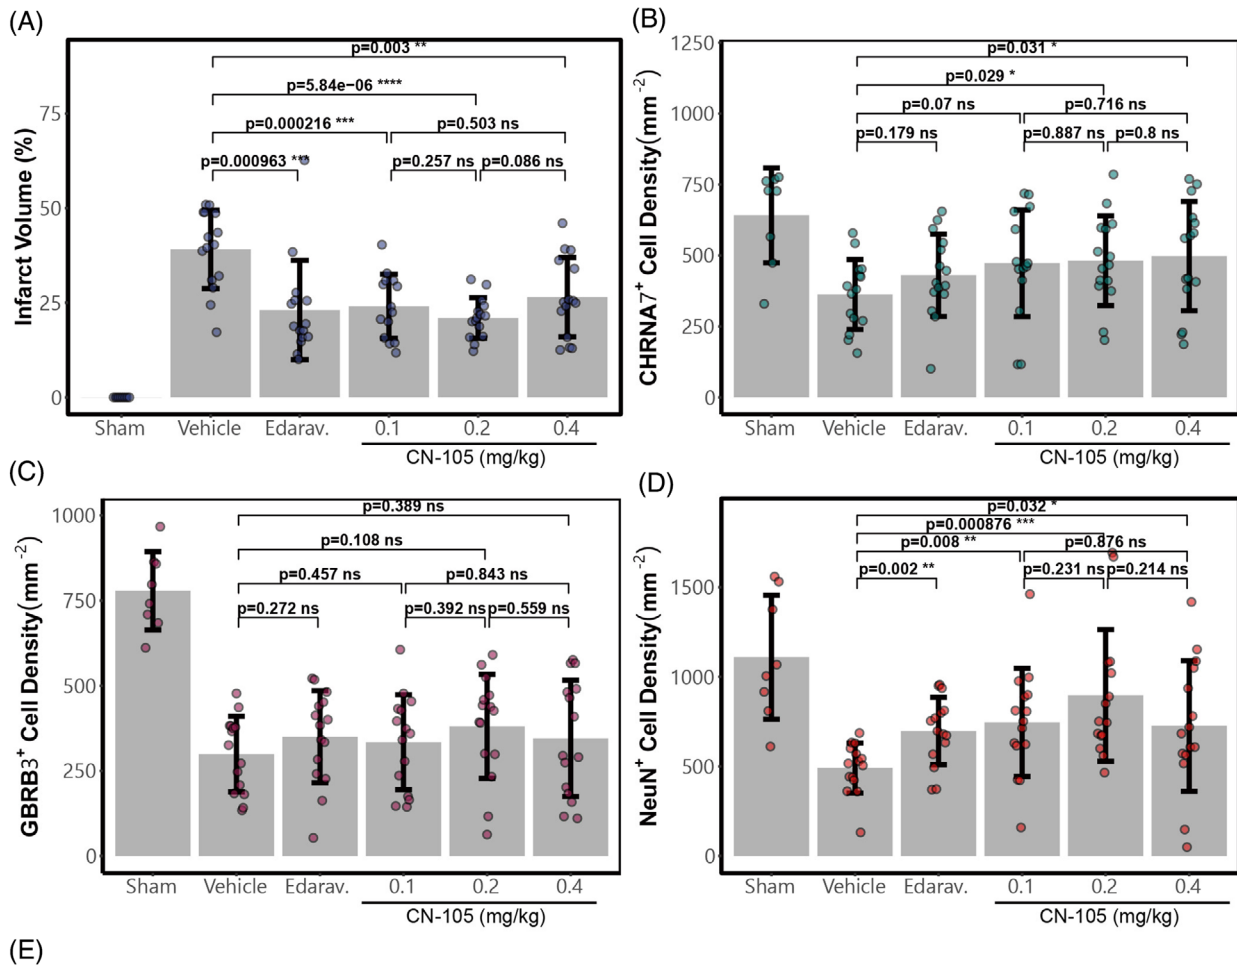 (A)
Infarct Volume (%)
75
50
25
0
p=0.003 **
p=5.84e−06 ****
p=0.000216 ***
p=0.503 ns
p=0.000963 ***
p=0.257 ns
p=0.086 ns
Sham Vehicle Edarav. 0.1 0.2 0.4
CN-105 (mg/kg)
(B)
CHRNA7⁺ Cell Density(mm⁻²)
1250
1000
750
500
250
0
p=0.031 *
p=0.029 *
p=0.07 ns
p=0.716 ns
p=0.179 ns
p=0.887 ns
p=0.8 ns
Sham Vehicle Edarav. 0.1 0.2 0.4
CN-105 (mg/kg)
(C)
GBRB3⁺ Cell Density(mm⁻²)
1000
750
500
250
0
p=0.389 ns
p=0.108 ns
p=0.457 ns
p=0.843 ns
p=0.272 ns
p=0.392 ns
p=0.559 ns
Sham Vehicle Edarav. 0.1 0.2 0.4
CN-105 (mg/kg)
(D)
NeuN⁺ Cell Density(mm⁻²)
1500
1000
500
0
p=0.032 *
p=0.000876 ***
p=0.008 **
p=0.876 ns
p=0.002 **
p=0.231 ns
p=0.214 ns
Sham Vehicle Edarav. 0.1 0.2 0.4
CN-105 (mg/kg)
(E)